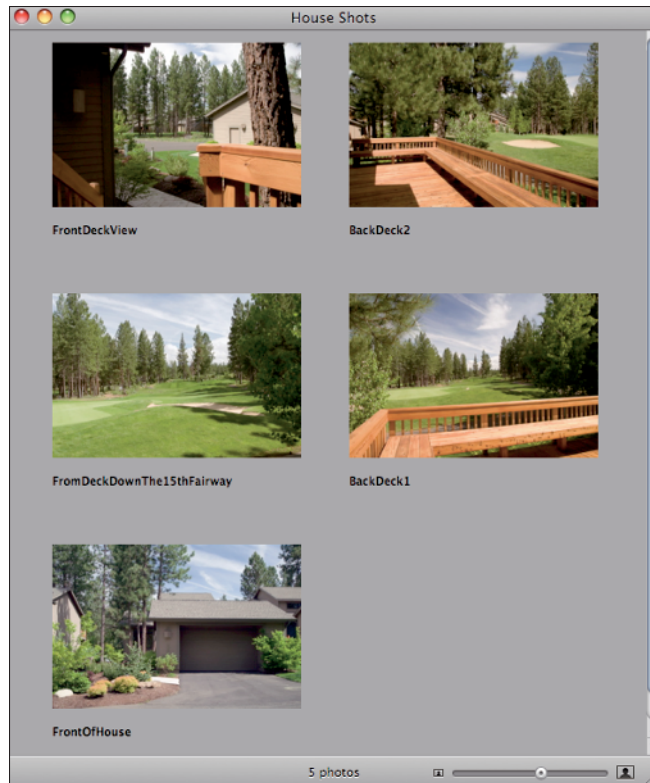 House Shots
FrontDeckView
BackDeck2
FromDeckDownThe15thFairway
BackDeck1
FrontOfHouse
5 photos